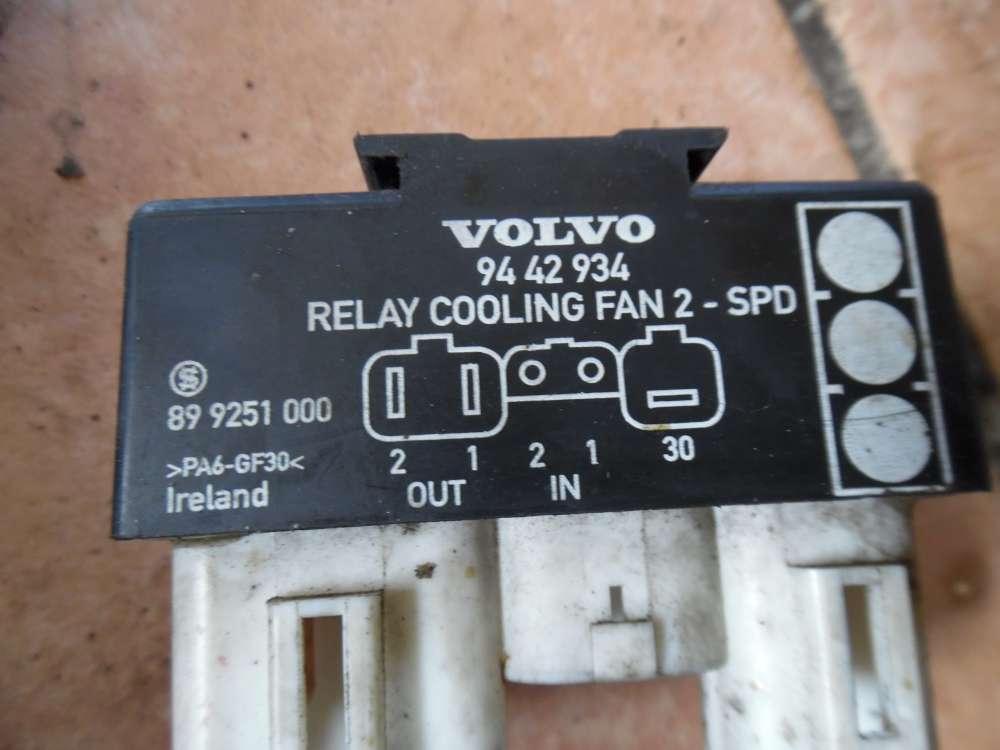 VOLVO
94 42 934
RELAY COOLING FAN 2 - SPD
S
89 9251 000
>PA6-GF30<
Ireland
2 1 2 1 30
OUT IN